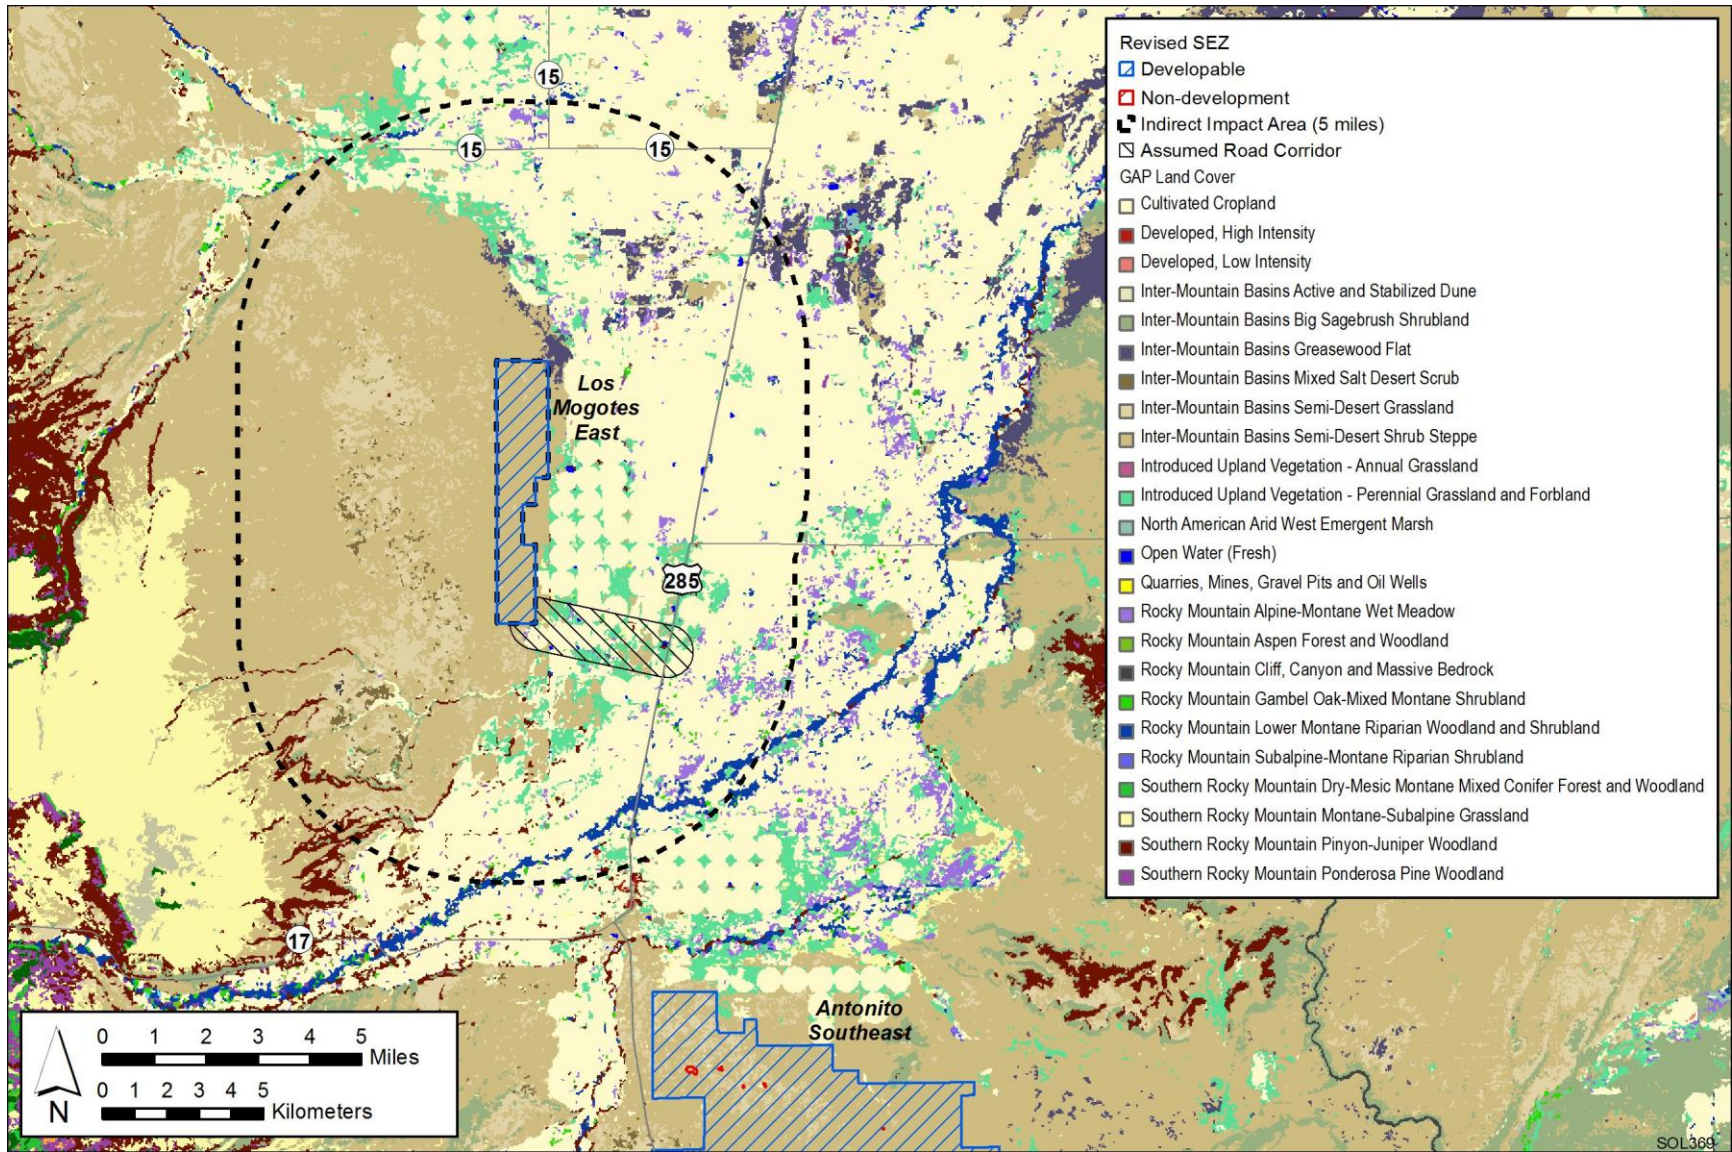 15
15
15
Los
Mogotes
East
285
17
Antonito
Southeast
Revised SEZ
Developable
Non-development
Indirect Impact Area (5 miles)
Assumed Road Corridor
GAP Land Cover
Cultivated Cropland
Developed, High Intensity
Developed, Low Intensity
Inter-Mountain Basins Active and Stabilized Dune
Inter-Mountain Basins Big Sagebrush Shrubland
Inter-Mountain Basins Greasewood Flat
Inter-Mountain Basins Mixed Salt Desert Scrub
Inter-Mountain Basins Semi-Desert Grassland
Inter-Mountain Basins Semi-Desert Shrub Steppe
Introduced Upland Vegetation - Annual Grassland
Introduced Upland Vegetation - Perennial Grassland and Forbland
North American Arid West Emergent Marsh
Open Water (Fresh)
Quarries, Mines, Gravel Pits and Oil Wells
Rocky Mountain Alpine-Montane Wet Meadow
Rocky Mountain Aspen Forest and Woodland
Rocky Mountain Cliff, Canyon and Massive Bedrock
Rocky Mountain Gambel Oak-Mixed Montane Shrubland
Rocky Mountain Lower Montane Riparian Woodland and Shrubland
Rocky Mountain Subalpine-Montane Riparian Shrubland
Southern Rocky Mountain Dry-Mesic Montane Mixed Conifer Forest and Woodland
Southern Rocky Mountain Montane-Subalpine Grassland
Southern Rocky Mountain Pinyon-Juniper Woodland
Southern Rocky Mountain Ponderosa Pine Woodland
N
0 1 2 3 4 5
Miles
0 1 2 3 4 5
Kilometers
SOL369